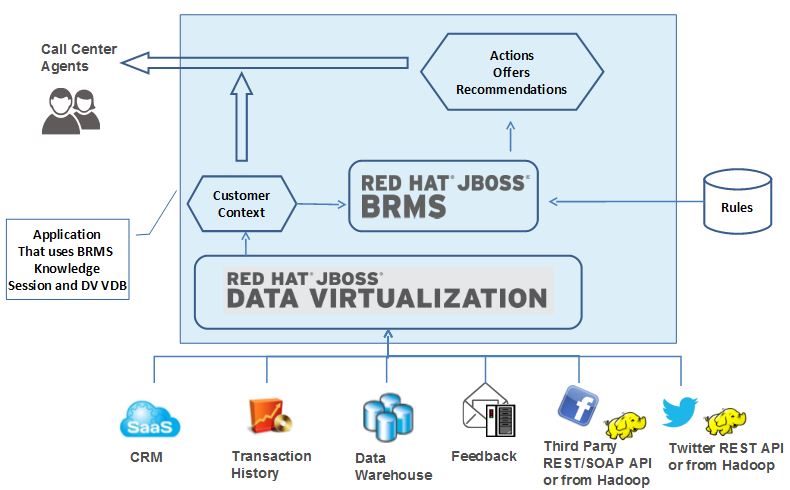 Call Center
Agents
Actions
Offers
Recommendations
Customer
Context
RED HAT® JBOSS®
BRMS
Rules
Application
That uses BRMS
Knowledge
Session and DV VDB
RED HAT® JBOSS®
DATA VIRTUALIZATION
SaaS
CRM
Transaction
History
Data
Warehouse
Feedback
f
Third Party
REST/SOAP API
or from Hadoop
Twitter REST API
or from Hadoop